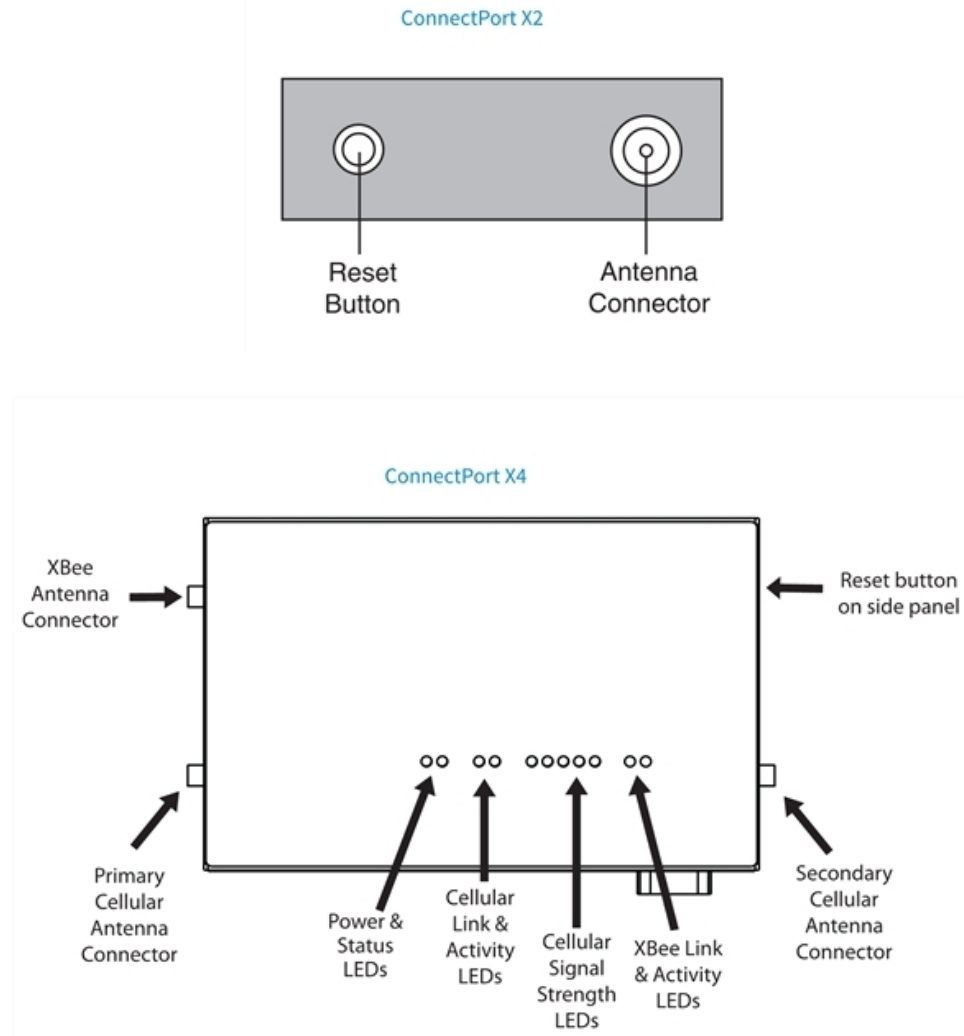 ConnectPort X2
Reset
Button
Antenna
Connector
ConnectPort X4
XBee
Antenna
Connector
Reset button
on side panel
Primary
Cellular
Antenna
Connector
Power &
Status
LEDs
Cellular
Link &
Activity
LEDs
Cellular
Signal
Strength
LEDs
XBee Link
& Activity
LEDs
Secondary
Cellular
Antenna
Connector